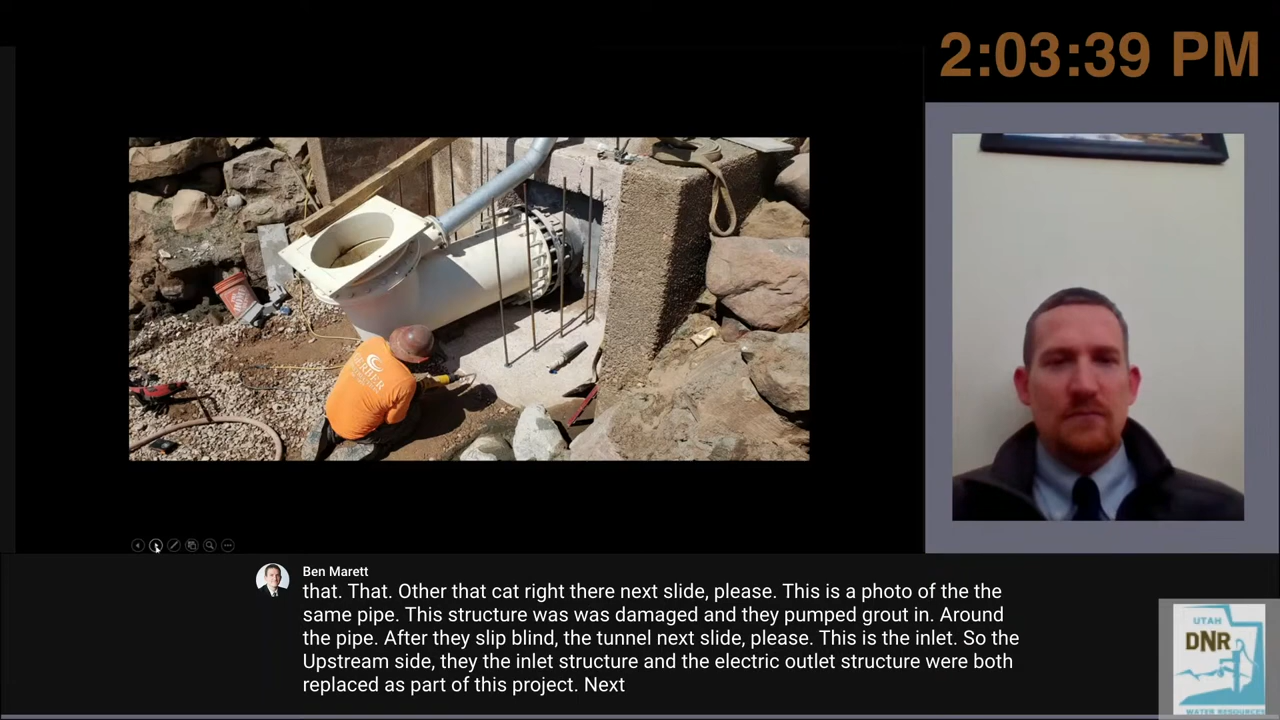 2:03:39 PM
Ben Marett
that. That. Other that cat right there next slide, please. This is a photo of the the
same pipe. This structure was was damaged and they pumped grout in. Around
the pipe. After they slip blind, the tunnel next slide, please. This is the inlet. So the
Upstream side, they the inlet structure and the electric outlet structure were both
replaced as part of this project. Next
UTAH
DNR
WATER RESOURCES